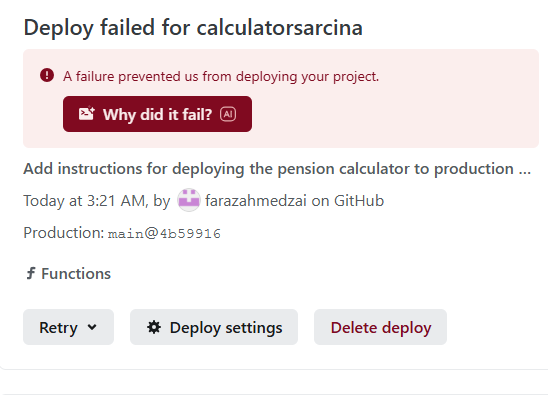 Deploy failed for calculatorsarcina
A failure prevented us from deploying your project.
Why did it fail? AI
Add instructions for deploying the pension calculator to production ...
Today at 3:21 AM, by farazahmedzai on GitHub
Production: main@4b59916
Functions
Retry Deploy settings Delete deploy